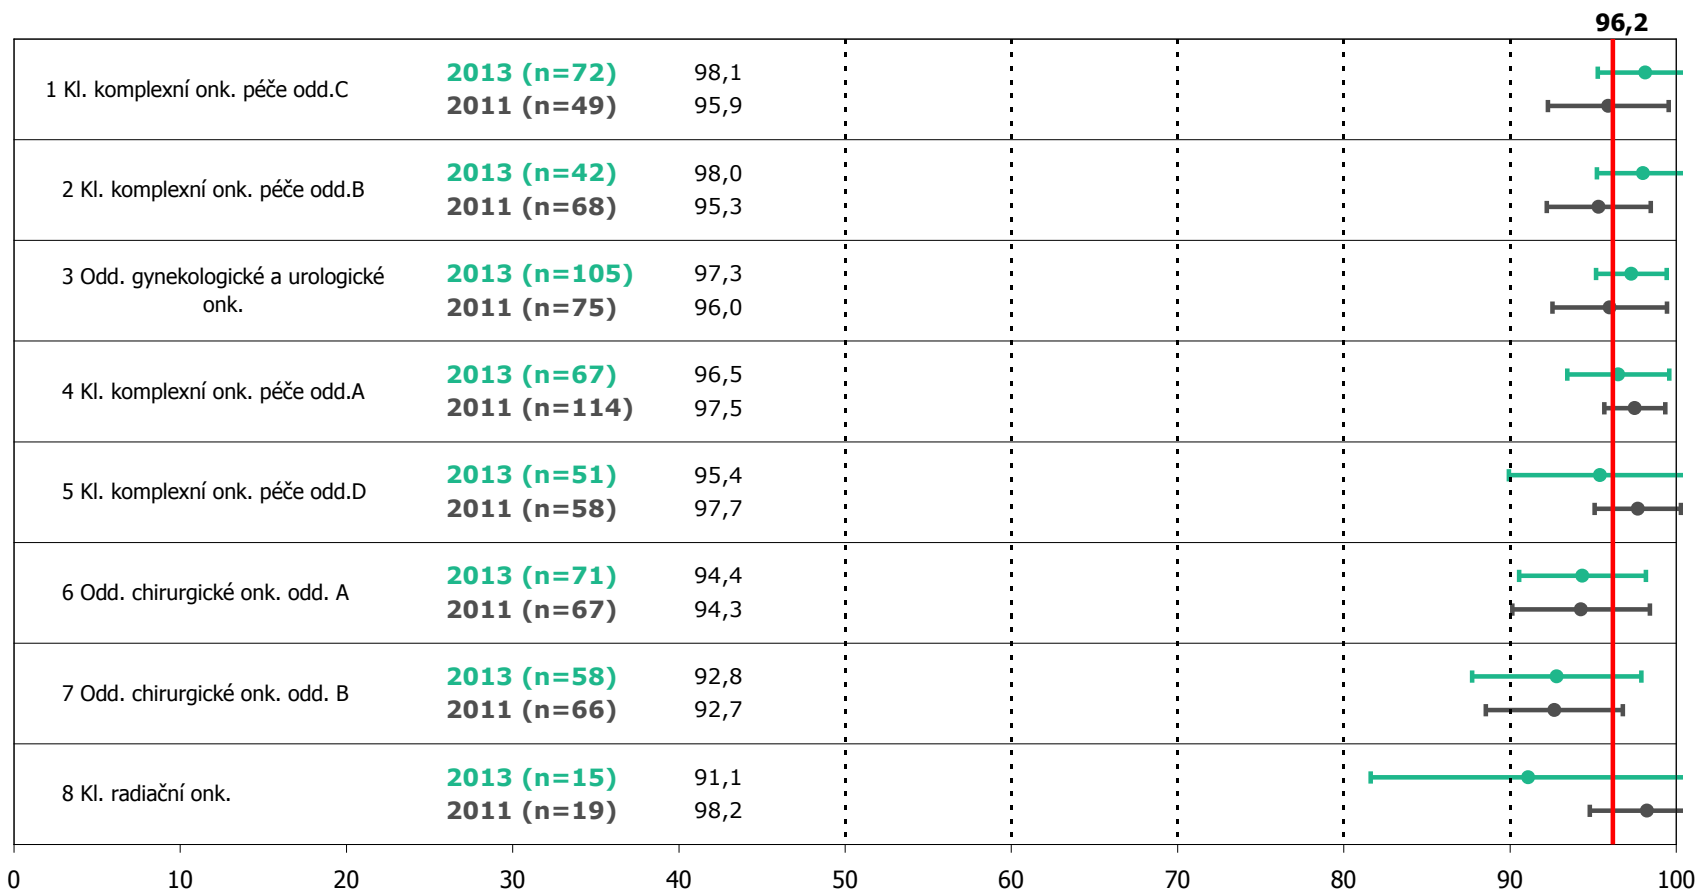 96,2
1 Kl. komplexní onk. péče odd.C
2013 (n=72) 98,1
2011 (n=49) 95,9
2 Kl. komplexní onk. péče odd.B
2013 (n=42) 98,0
2011 (n=68) 95,3
3 Odd. gynekologické a urologické
onk.
2013 (n=105) 97,3
2011 (n=75) 96,0
4 Kl. komplexní onk. péče odd.A
2013 (n=67) 96,5
2011 (n=114) 97,5
5 Kl. komplexní onk. péče odd.D
2013 (n=51) 95,4
2011 (n=58) 97,7
6 Odd. chirurgické onk. odd. A
2013 (n=71) 94,4
2011 (n=67) 94,3
7 Odd. chirurgické onk. odd. B
2013 (n=58) 92,8
2011 (n=66) 92,7
8 Kl. radiační onk.
2013 (n=15) 91,1
2011 (n=19) 98,2
0 10 20 30 40 50 60 70 80 90 100